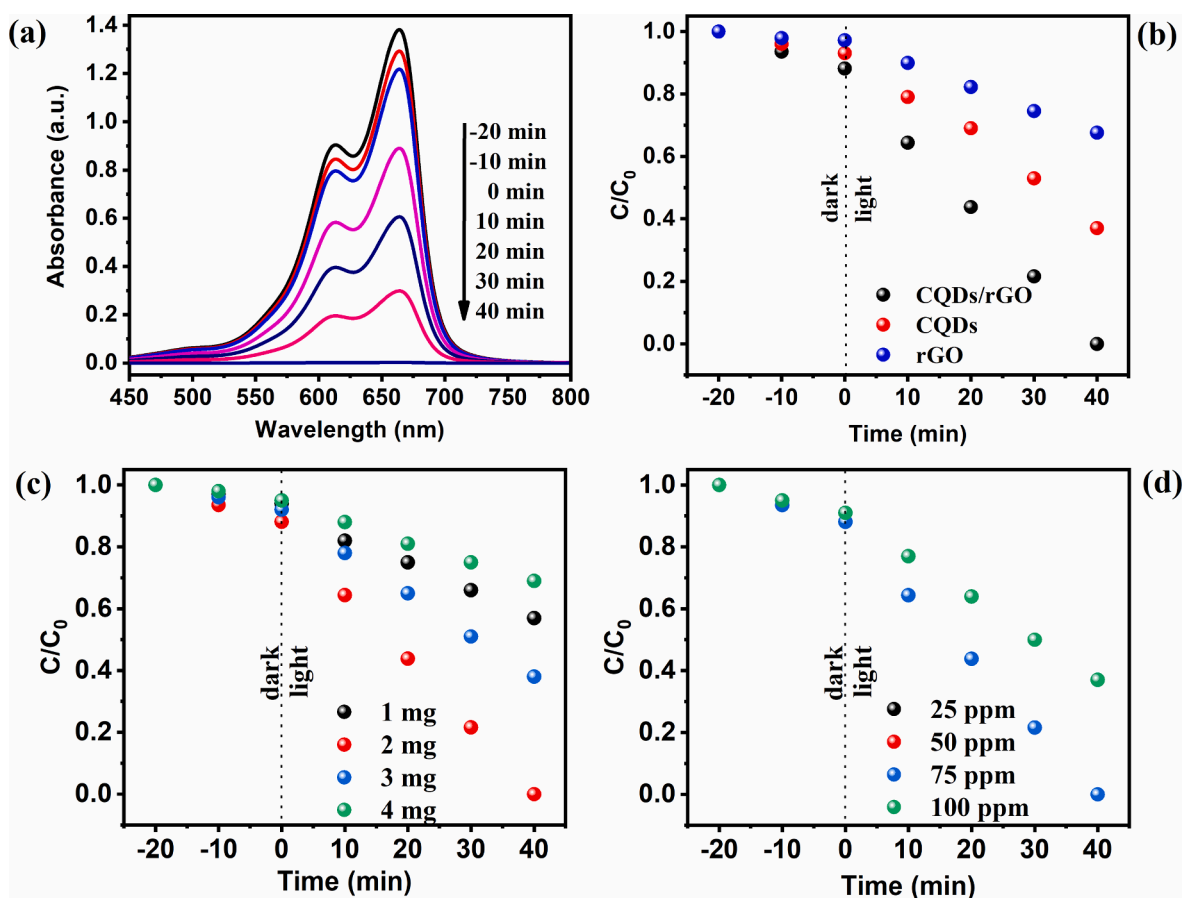 (a)
1.4
1.2
1.0
0.8
0.6
0.4
0.2
0.0
Absorbance (a.u.)
-20 min
-10 min
0 min
10 min
20 min
30 min
40 min
450 500 550 600 650 700 750 800
Wavelength (nm)
(b)
1.0
0.8
0.6
0.4
0.2
0.0
C/C0
dark
light
CQDs/rGO
CQDs
rGO
-20 -10 0 10 20 30 40
Time (min)
(c)
1.0
0.8
0.6
0.4
0.2
0.0
C/C0
dark
light
1 mg
2 mg
3 mg
4 mg
-20 -10 0 10 20 30 40
Time (min)
(d)
1.0
0.8
0.6
0.4
0.2
0.0
C/C0
dark
light
25 ppm
50 ppm
75 ppm
100 ppm
-20 -10 0 10 20 30 40
Time (min)